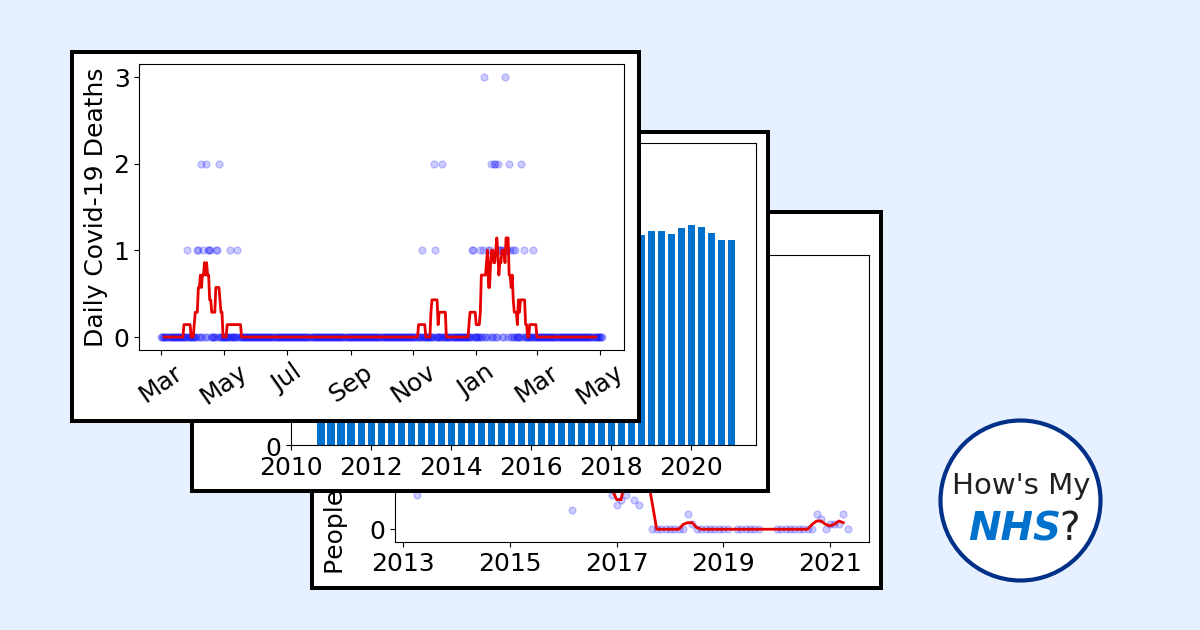 Daily Covid-19 Deaths
3
2
1
0
Mar May Jul Sep Nov Jan Mar May
0
2010 2012 2014 2016 2018 2020
People
0
2013 2015 2017 2019 2021
How's My
NHS?